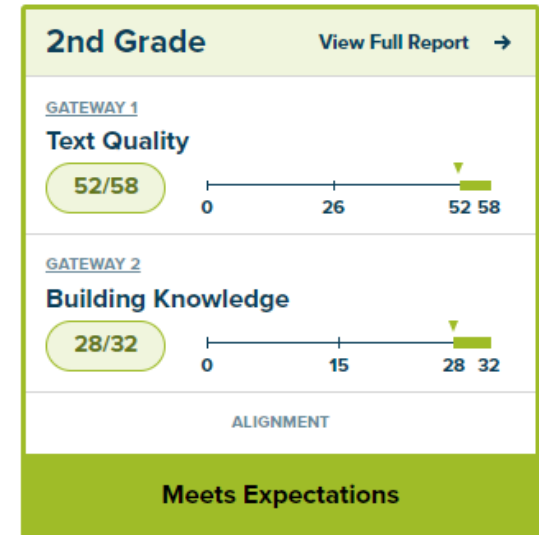 2nd Grade View Full Report →
GATEWAY 1
Text Quality
52/58
0 26 52 58
GATEWAY 2
Building Knowledge
28/32
0 15 28 32
ALIGNMENT
Meets Expectations